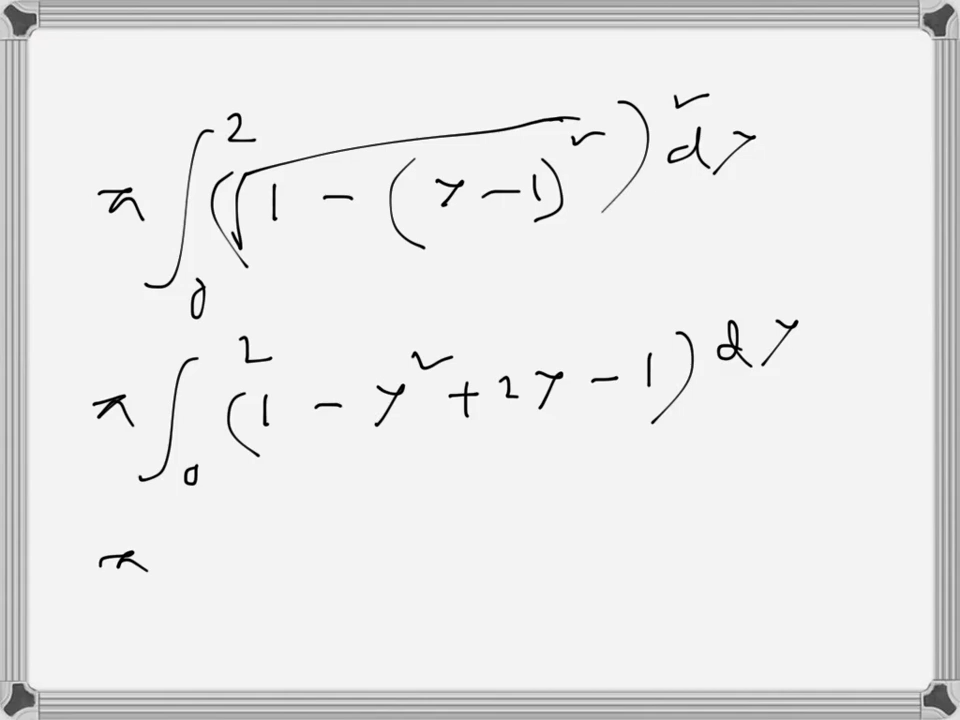 π ∫₀² (√(1 − (y − 1)²))² dy
π ∫₀² (1 − y² + 2y − 1) dy
π